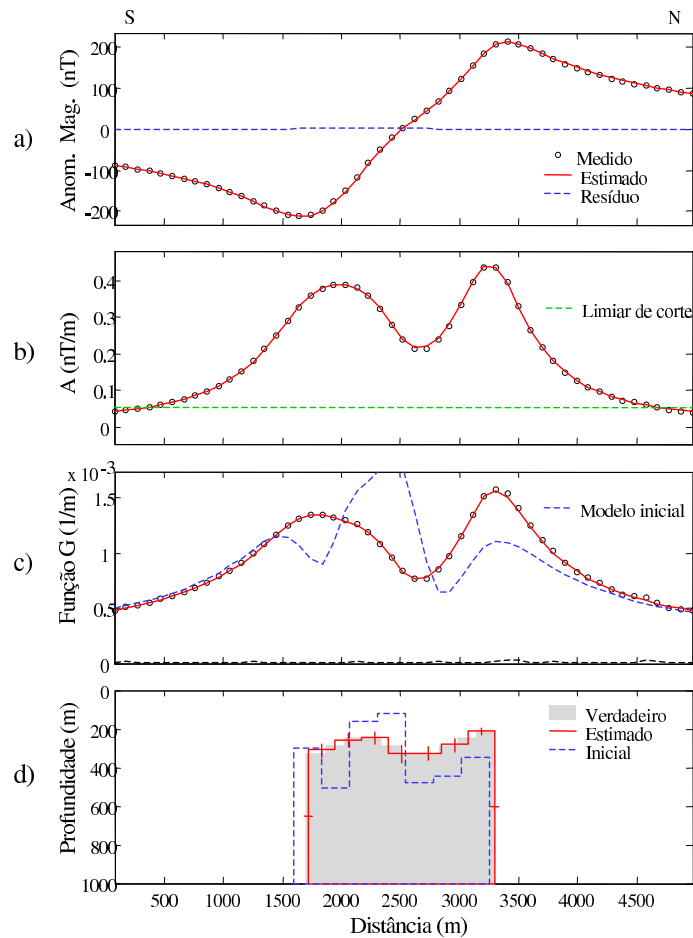 S N
a)
Anom. Mag. (nT)
200
100
0
-100
-200
Medido
Estimado
Resíduo
b)
A (nT/m)
0.4
0.3
0.2
0.1
0
Limiar de corte
c)
Função G (1/m)
x 10-3
1.5
1
0.5
0
Modelo inicial
d)
Profundidade (m)
0
200
400
600
800
1000
Verdadeiro
Estimado
Inicial
500 1000 1500 2000 2500 3000 3500 4000 4500
Distância (m)